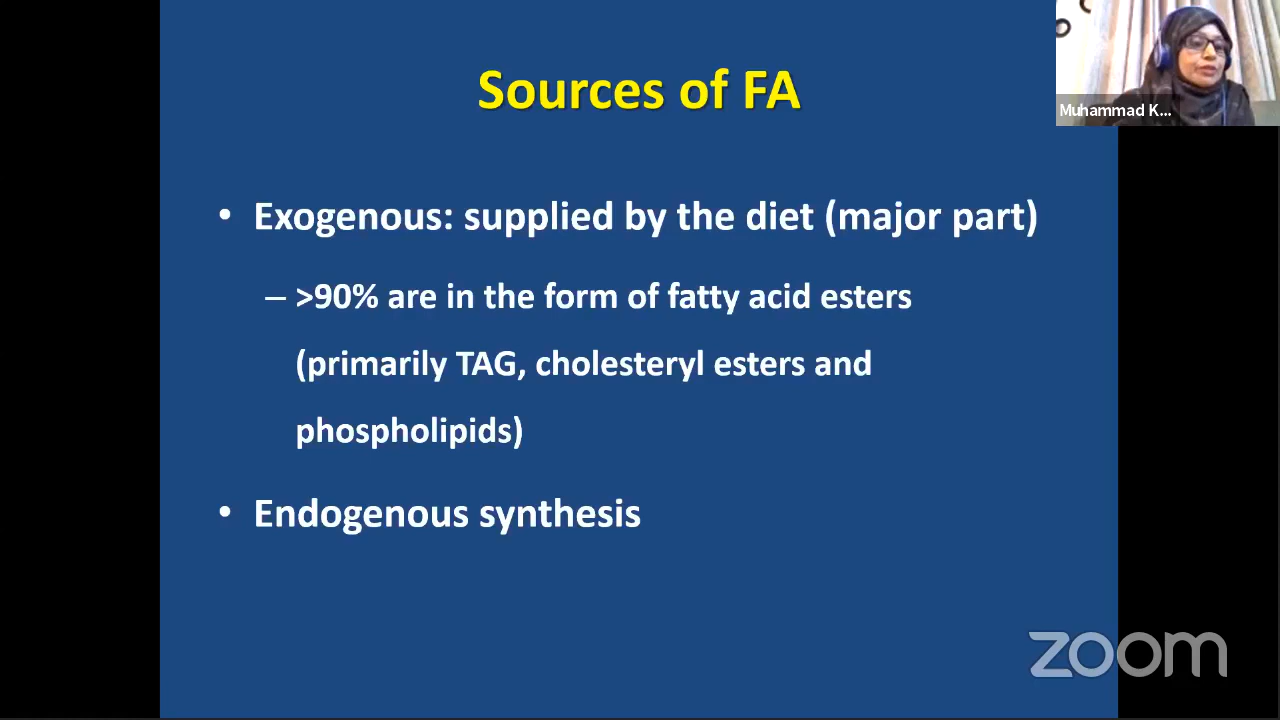 Sources of FA
Muhammad K...
• Exogenous: supplied by the diet (major part)
– >90% are in the form of fatty acid esters
(primarily TAG, cholesteryl esters and
phospholipids)
• Endogenous synthesis
zoom